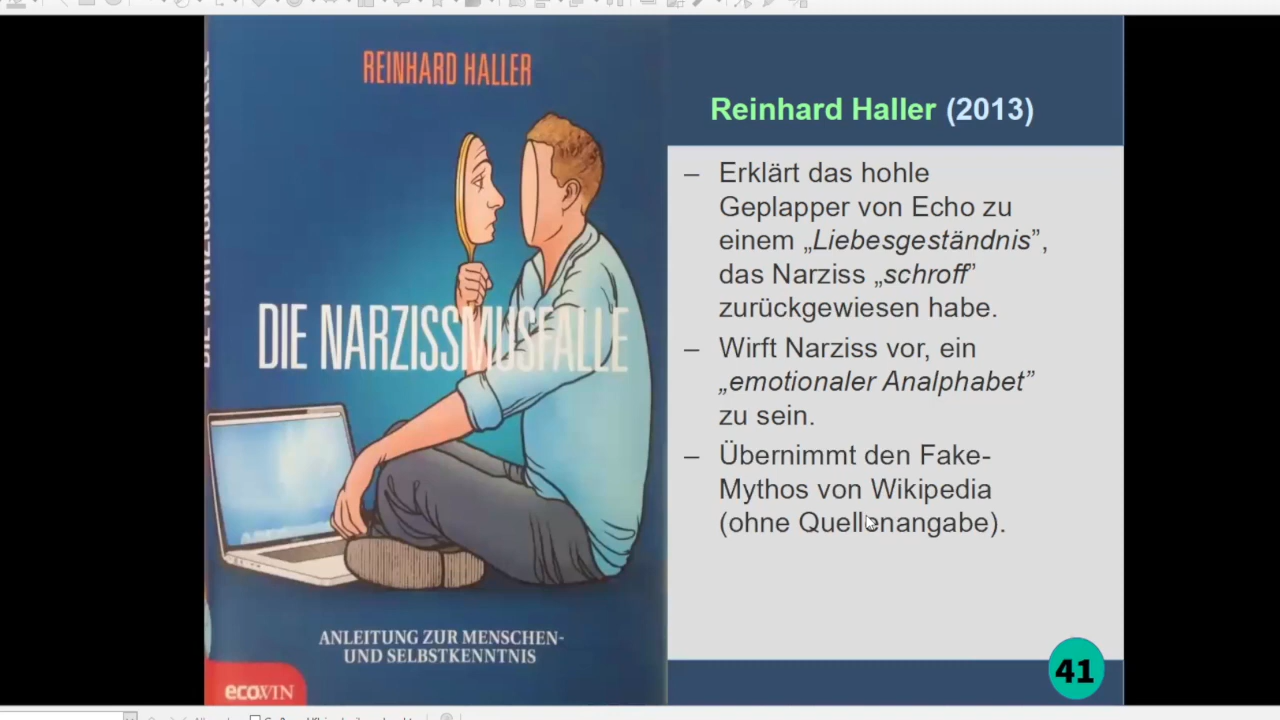 REINHARD HALLER
DIE NARZISSMUSFALLE
ANLEITUNG ZUR MENSCHEN-
UND SELBSTKENNTNIS
ecoWIN
Reinhard Haller (2013)
– Erklärt das hohle
Geplapper von Echo zu
einem „Liebesgeständnis”,
das Narziss „schroff”
zurückgewiesen habe.
– Wirft Narziss vor, ein
„emotionaler Analphabet”
zu sein.
– Übernimmt den Fake-
Mythos von Wikipedia
(ohne Quellenangabe).
41